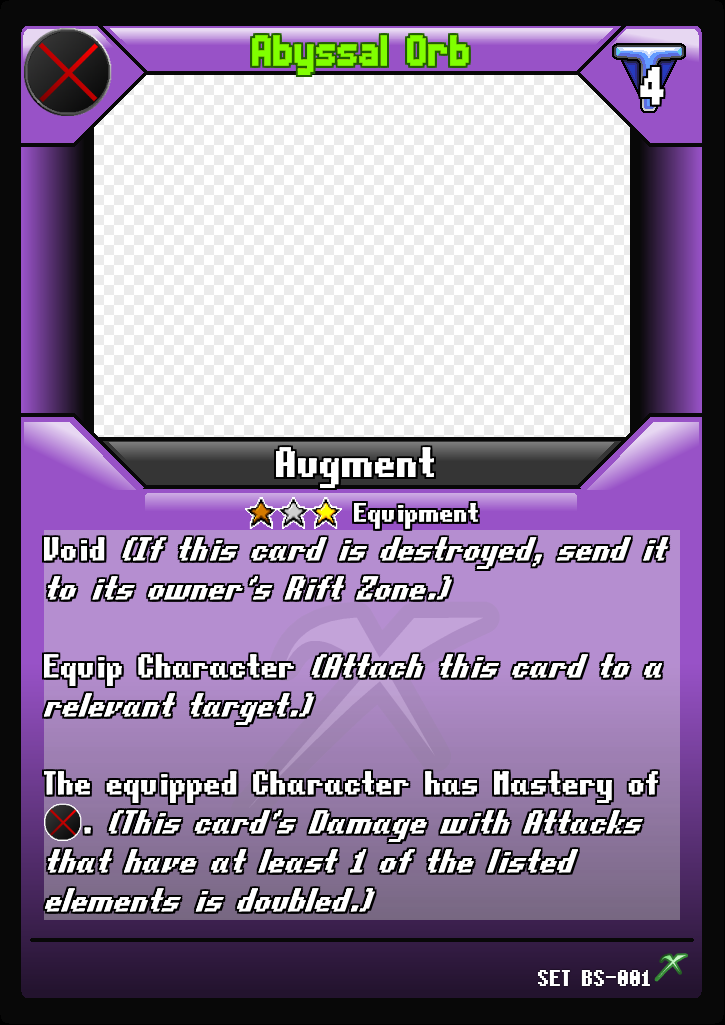 Abyssal Orb
4
Augment
Equipment
Void (If this card is destroyed, send it
to its owner's Rift Zone.)
Equip Character (Attach this card to a
relevant target.)
The equipped Character has Mastery of
. (This card's Damage with Attacks
that have at least 1 of the listed
elements is doubled.)
SET BS-001